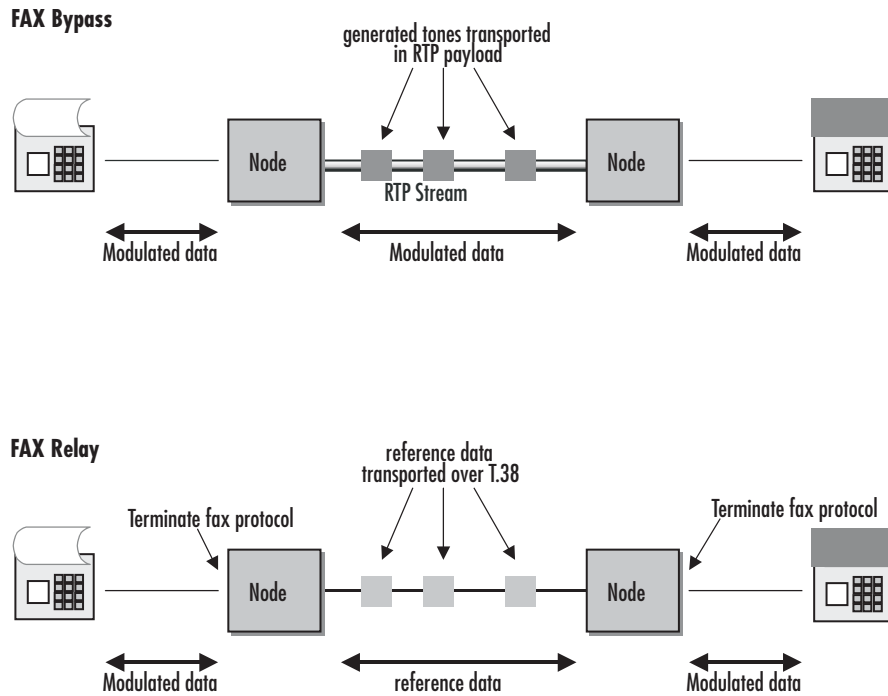 FAX Bypass
generated tones transported
in RTP payload
Node
Node
RTP Stream
Modulated data
Modulated data
Modulated data
FAX Relay
reference data
transported over T.38
Terminate fax protocol
Terminate fax protocol
Node
Node
Modulated data
reference data
Modulated data